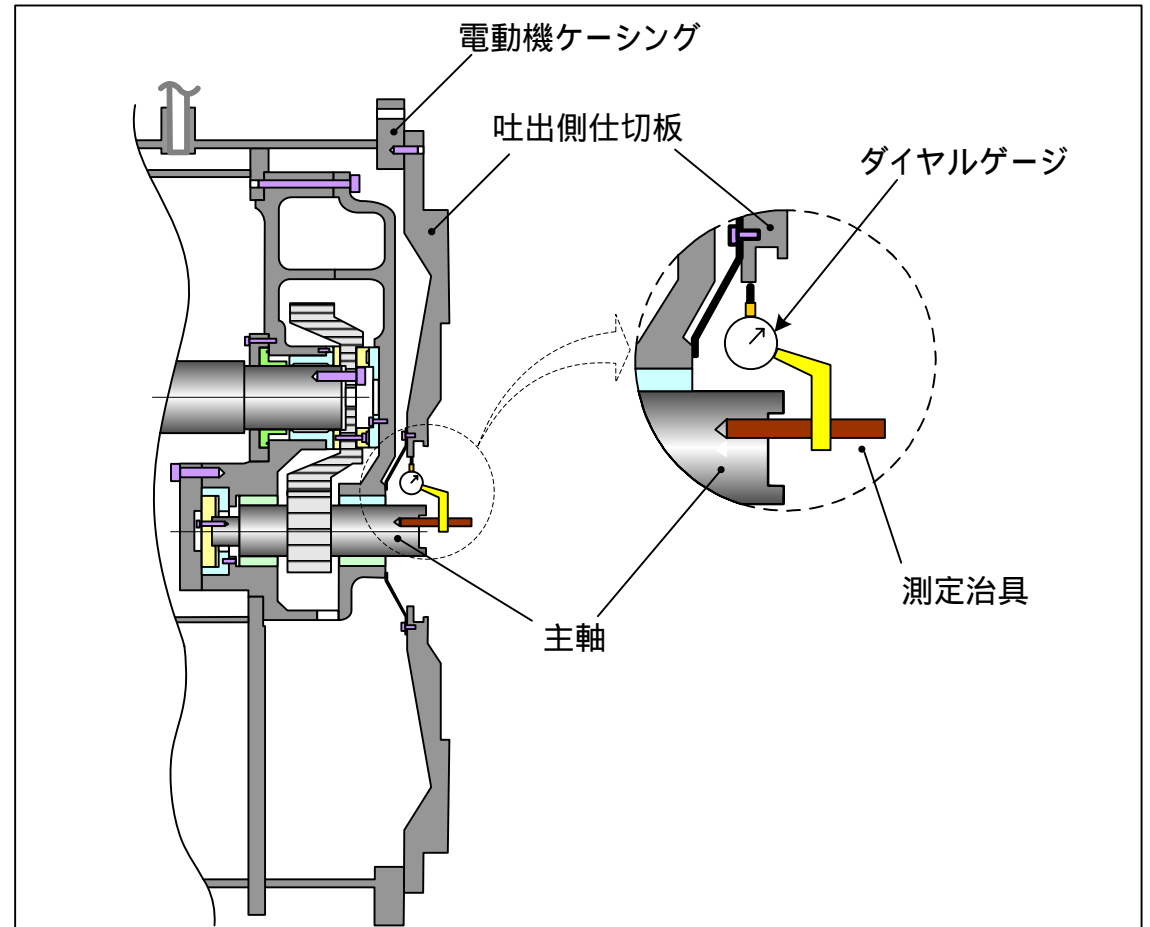 電動機ケーシング
吐出側仕切板
ダイヤルゲージ
測定治具
主軸